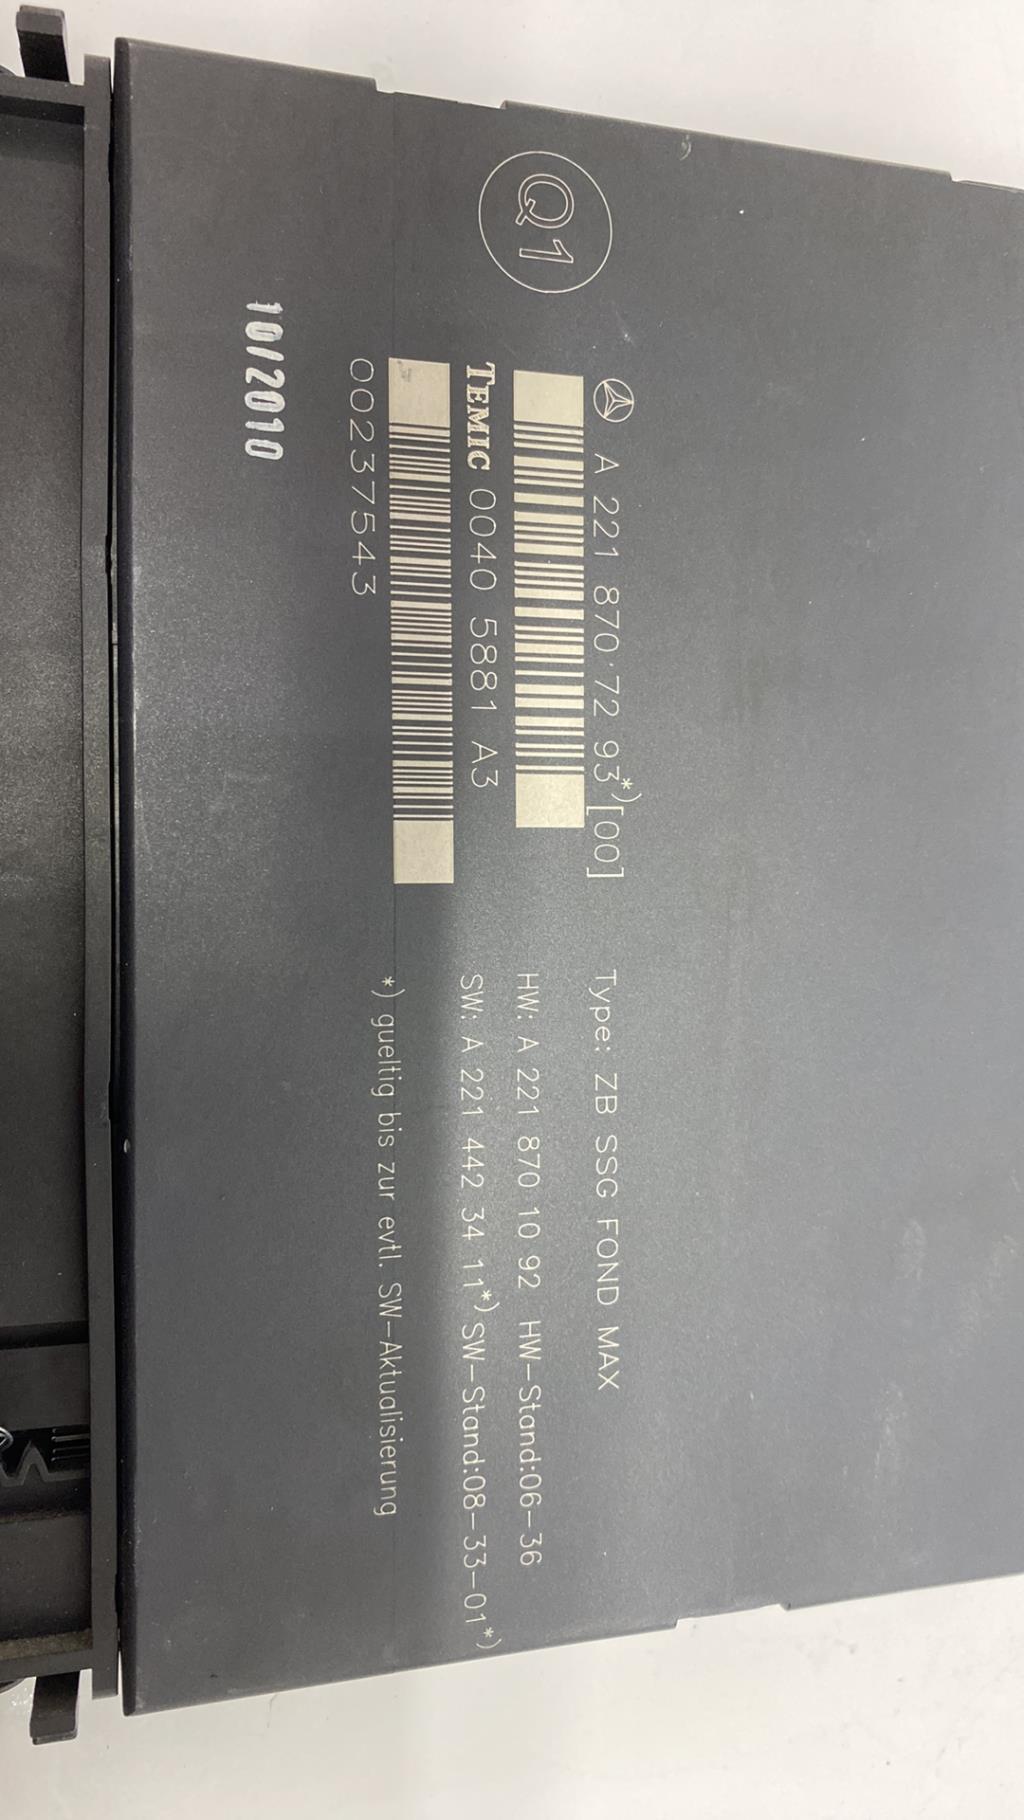 Q1
A 221 870 72 93*)[00]
Type: ZB SSG FOND MAX
HW: A 221 870 10 92 HW-Stand:06-36
TEMIC 0040 5881 A3
SW: A 221 442 34 11*)SW-Stand:08-33-01*)
00237543
*) gueltig bis zur evtl. SW-Aktualisierung
10/2010